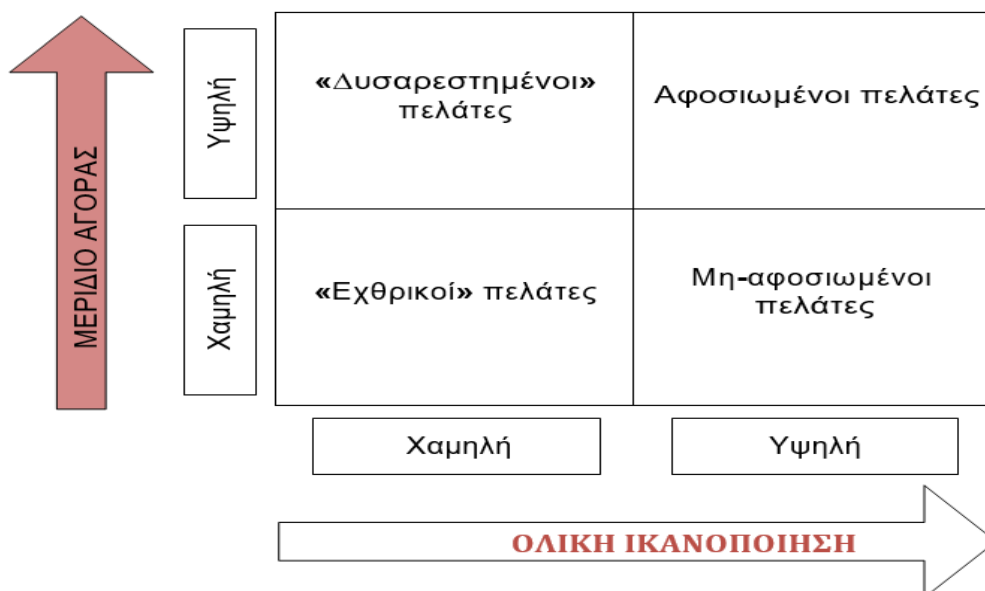 ΜΕΡΙΔΙΟ ΑΓΟΡΑΣ
Υψηλή
«Δυσαρεστημένοι»
πελάτες
Αφοσιωμένοι πελάτες
Χαμηλή
«Εχθρικοί» πελάτες
Μη-αφοσιωμένοι
πελάτες
Χαμηλή
Υψηλή
ΟΛΙΚΗ ΙΚΑΝΟΠΟΙΗΣΗ